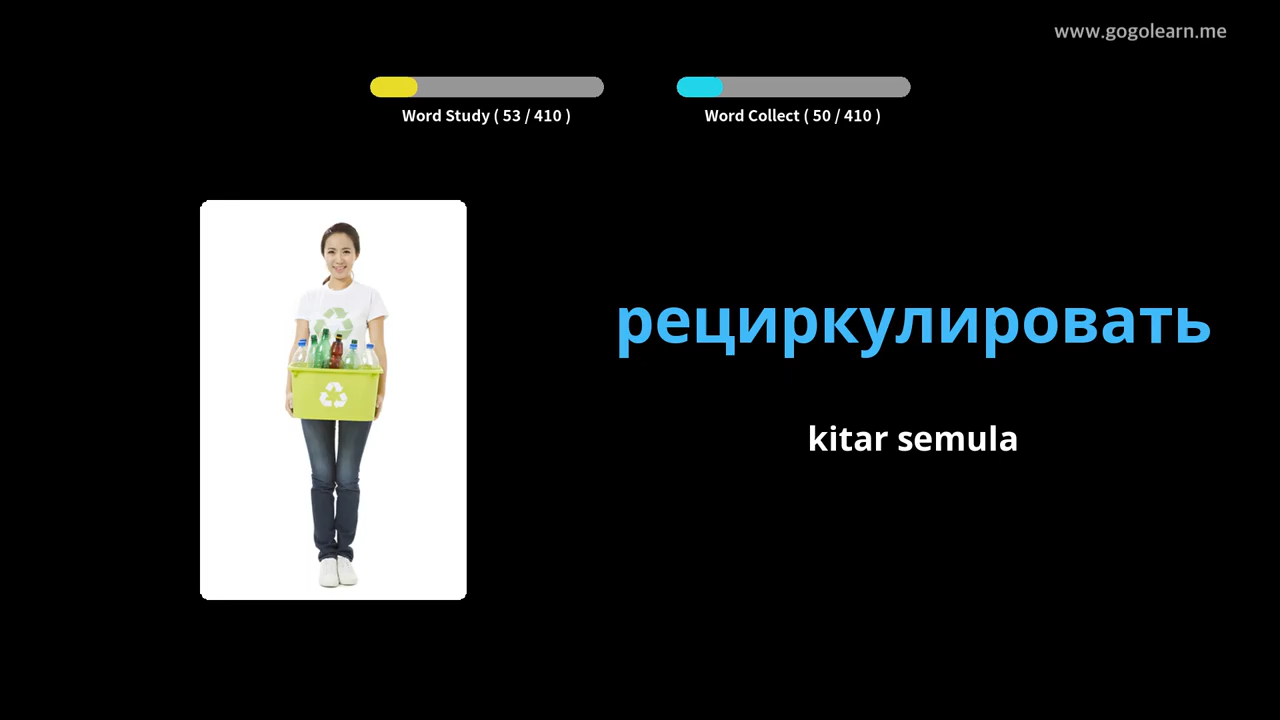 www.gogolearn.me
Word Study ( 53 / 410 )
Word Collect ( 50 / 410 )
рециркулировать
kitar semula